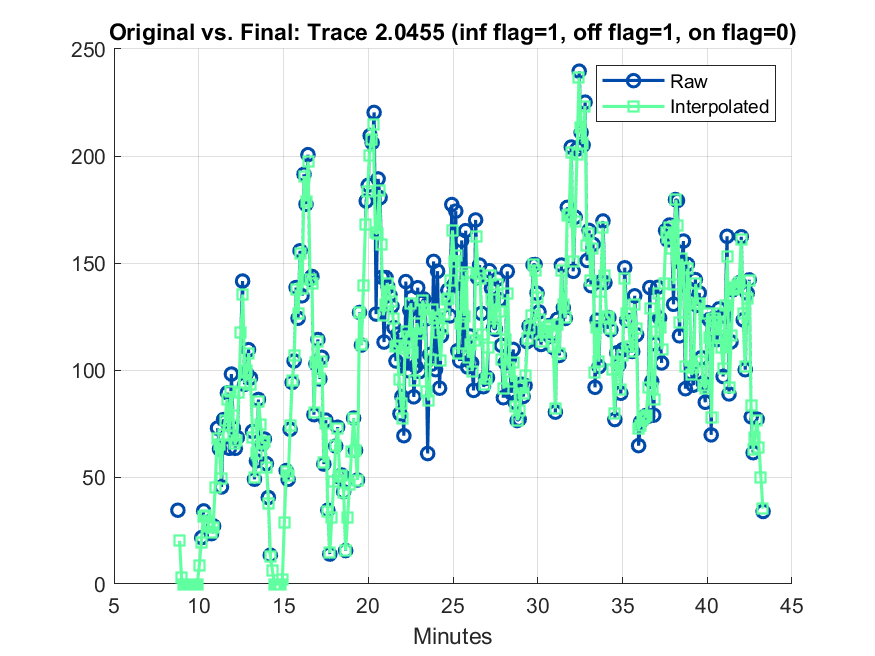 Original vs. Final: Trace 2.0455 (inf flag=1, off flag=1, on flag=0)
250
200
150
100
50
0
Raw
Interpolated
5 10 15 20 25 30 35 40 45
Minutes